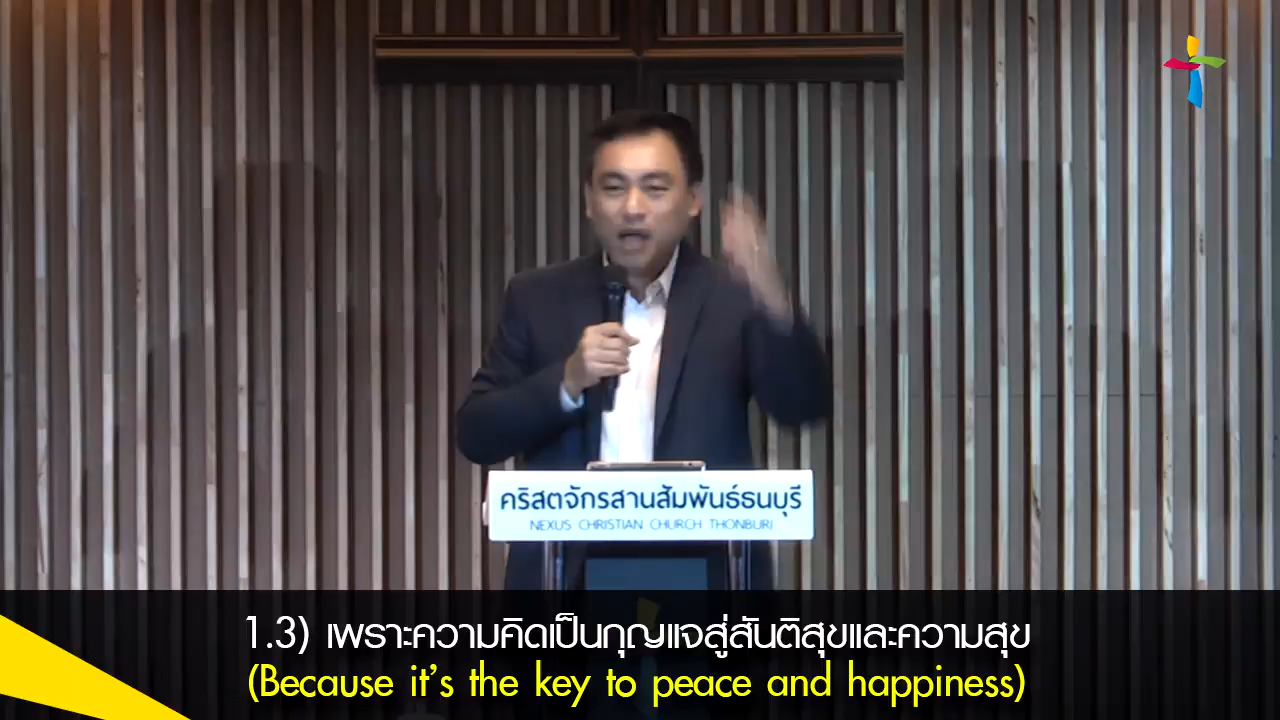 คริสตจักรสานสัมพันธ์ธนบุรี
NEXUS CHRISTIAN CHURCH THONBURI
1.3) เพราะความคิดเป็นกุญแจสู่สันติสุขและความสุข
(Because it's the key to peace and happiness)